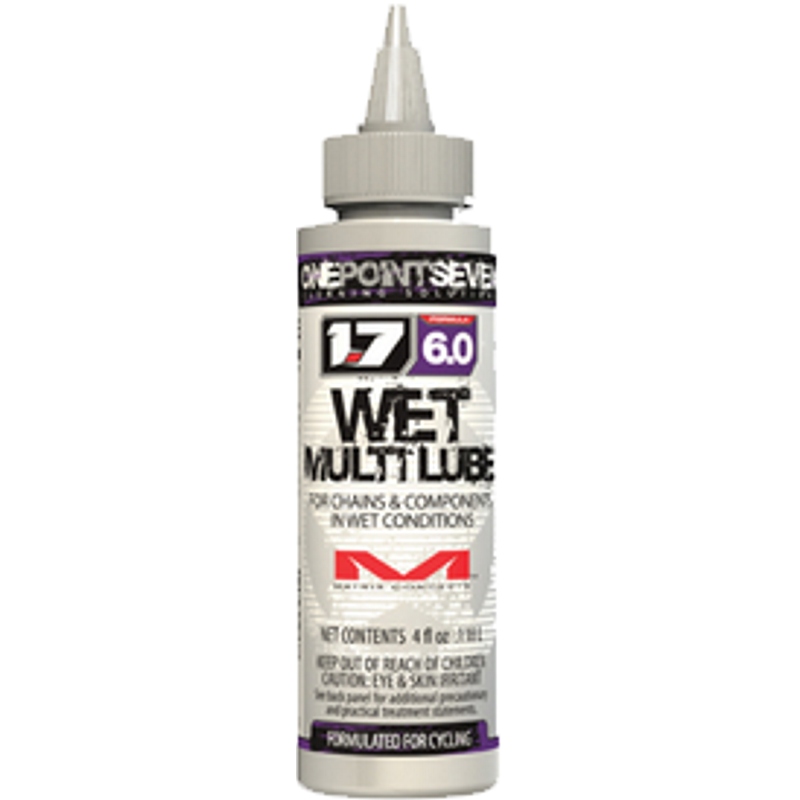 ONEPOINTSEVEN
1.7
FORMULA
6.0
WET
MULTI LUBE
FOR CHAINS & COMPONENTS
IN WET CONDITIONS
M
MATRIX CONCEPTS
NET CONTENTS 4 fl oz
KEEP OUT OF REACH OF CHILDREN
CAUTION: EYE & SKIN IRRITANT
See back panel for additional precautionary
and practical treatment statements.
FORMULATED FOR CYCLING